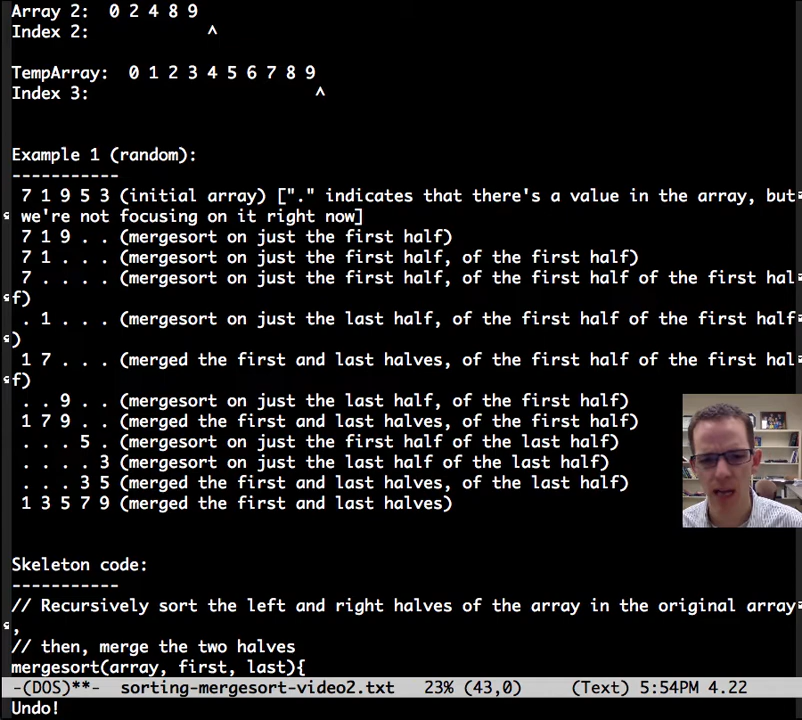 Array 2:  0 2 4 8 9
Index 2:            ^
TempArray:  0 1 2 3 4 5 6 7 8 9
Index 3:                       ^
Example 1 (random):
-----------
 7 1 9 5 3 (initial array) ["." indicates that there's a value in the array, but
 we're not focusing on it right now]
 7 1 9 . . (mergesort on just the first half)
 7 1 . . . (mergesort on just the first half, of the first half)
 7 . . . . (mergesort on just the first half, of the first half of the first hal
f)
 . 1 . . . (mergesort on just the last half, of the first half of the first half
)
 1 7 . . . (merged the first and last halves, of the first half of the first hal
f)
 . . 9 . . (mergesort on just the last half, of the first half)
 1 7 9 . . (merged the first and last halves, of the first half)
 . . . 5 . (mergesort on just the first half of the last half)
 . . . . 3 (mergesort on just the last half of the last half)
 . . . 3 5 (merged the first and last halves, of the last half)
 1 3 5 7 9 (merged the first and last halves)
Skeleton code:
-----------
// Recursively sort the left and right halves of the array in the original array
,
// then, merge the two halves
mergesort(array, first, last){
-(DOS)**-  sorting-mergesort-video2.txt   23% (43,0)     (Text) 5:54PM 4.22
Undo!